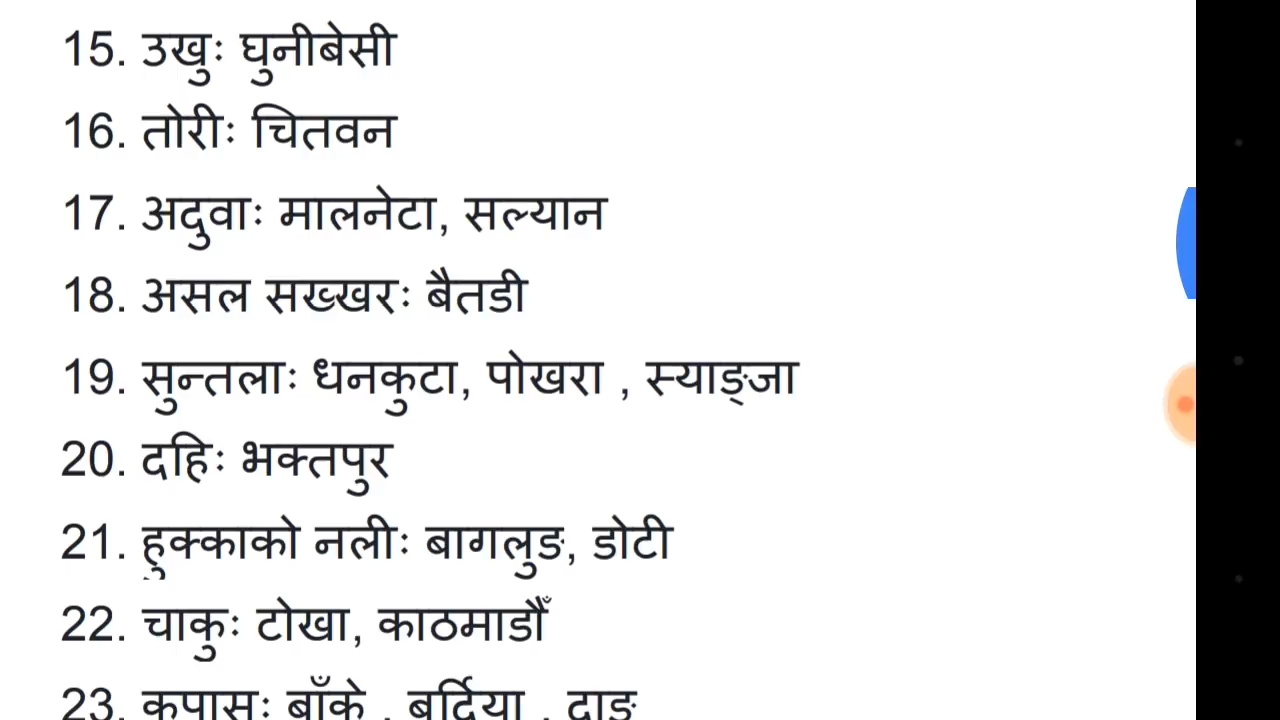 15. उखुः घुनीबेसी
16. तोरीः चितवन
17. अदुवाः मालनेटा, सल्यान
18. असल सख्खरः बैतडी
19. सुन्तलाः धनकुटा, पोखरा , स्याङ्जा
20. दहिः भक्तपुर
21. हुक्काको नलीः बागलुङ, डोटी
22. चाकुः टोखा, काठमाडौँ
23. कपासः बाँके , बर्दिया , दाङ